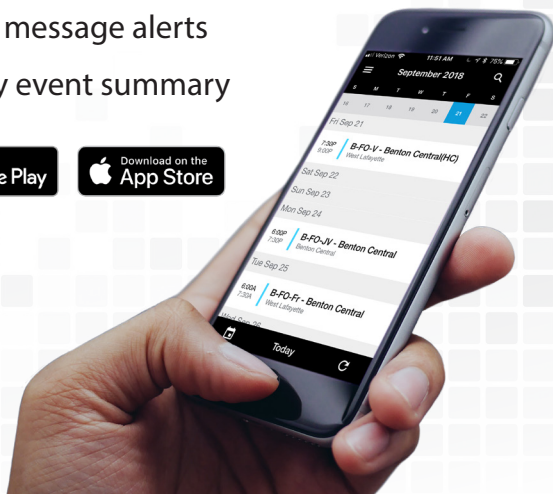 message alerts
y event summary
e Play
Download on the
App Store
Verizon 11:51 AM 75%
September 2018
S M T W T F S
16 17 18 19 20 21 22
Fri Sep 21
7:30P B-FO-V - Benton Central(HC)
9:00P West Lafayette
Sat Sep 22
Sun Sep 23
Mon Sep 24
6:00P B-FO-JV - Benton Central
7:30P Benton Central
Tue Sep 25
6:00A B-FO-Fr - Benton Central
7:30A West Lafayette
Wed Sep 26
Today